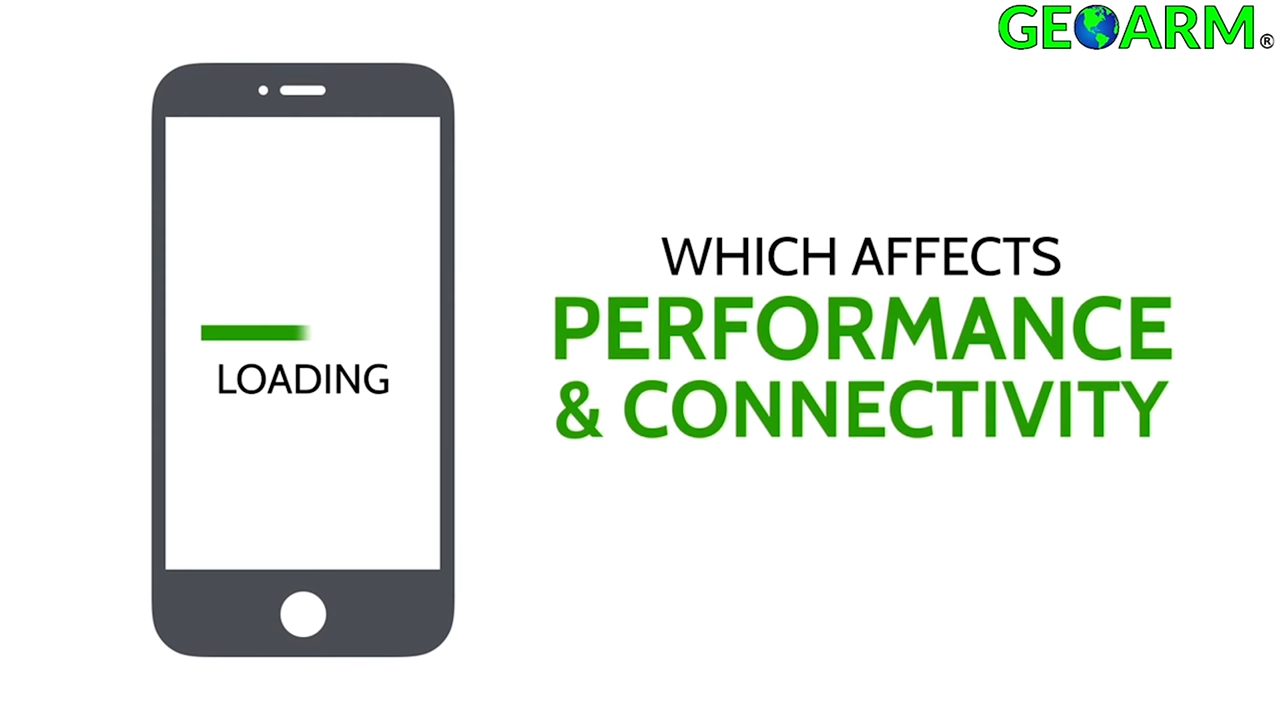 GEOARM®
WHICH AFFECTS
PERFORMANCE
& CONNECTIVITY
LOADING